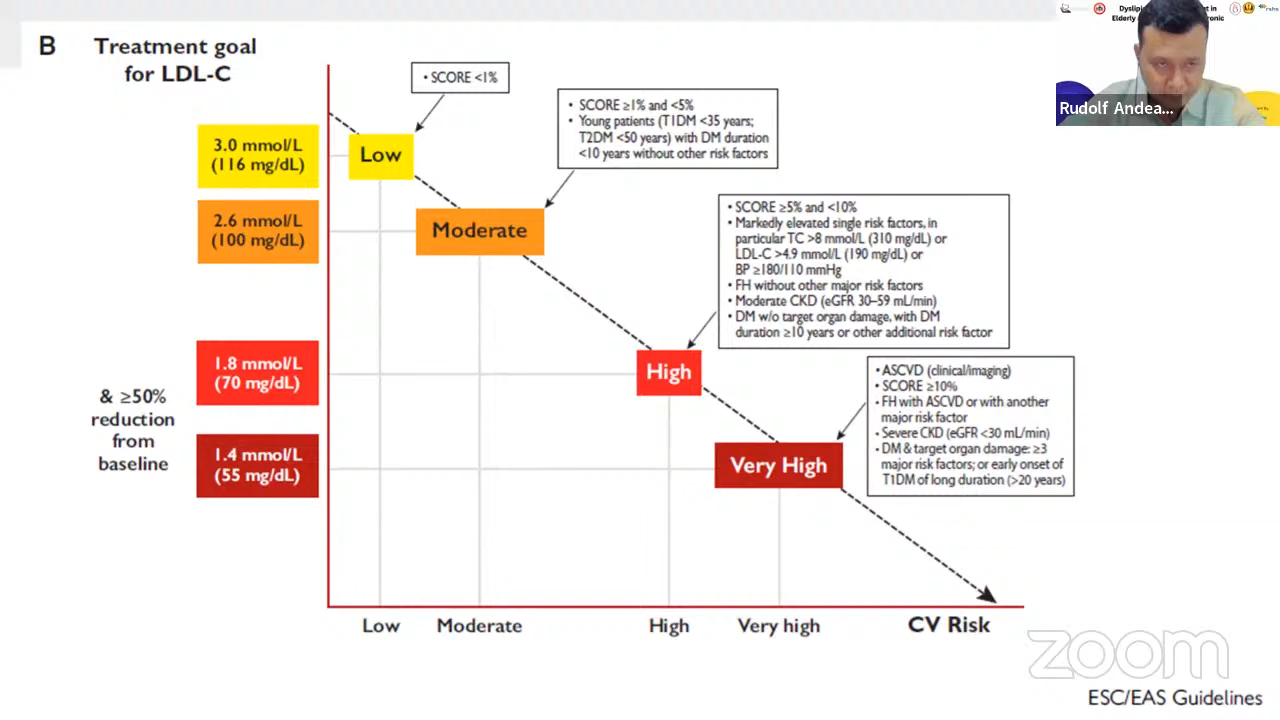 B
Treatment goal
for LDL-C
3.0 mmol/L
(116 mg/dL)
2.6 mmol/L
(100 mg/dL)
1.8 mmol/L
(70 mg/dL)
& ≥50%
reduction
from
baseline
1.4 mmol/L
(55 mg/dL)
• SCORE <1%
Low
• SCORE ≥1% and <5%
• Young patients (T1DM <35 years;
T2DM <50 years) with DM duration
<10 years without other risk factors
Moderate
• SCORE ≥5% and <10%
• Markedly elevated single risk factors, in
particular TC >8 mmol/L (310 mg/dL) or
LDL-C >4.9 mmol/L (190 mg/dL) or
BP ≥180/110 mmHg
• FH without other major risk factors
• Moderate CKD (eGFR 30–59 mL/min)
• DM w/o target organ damage, with DM
duration ≥10 years or other additional risk factor
High
• ASCVD (clinical/imaging)
• SCORE ≥10%
• FH with ASCVD or with another
major risk factor
• Severe CKD (eGFR <30 mL/min)
• DM & target organ damage: ≥3
major risk factors; or early onset of
T1DM of long duration (>20 years)
Very High
Low
Moderate
High
Very high
CV Risk
Rudolf Andea...
zoom
ESC/EAS Guidelines